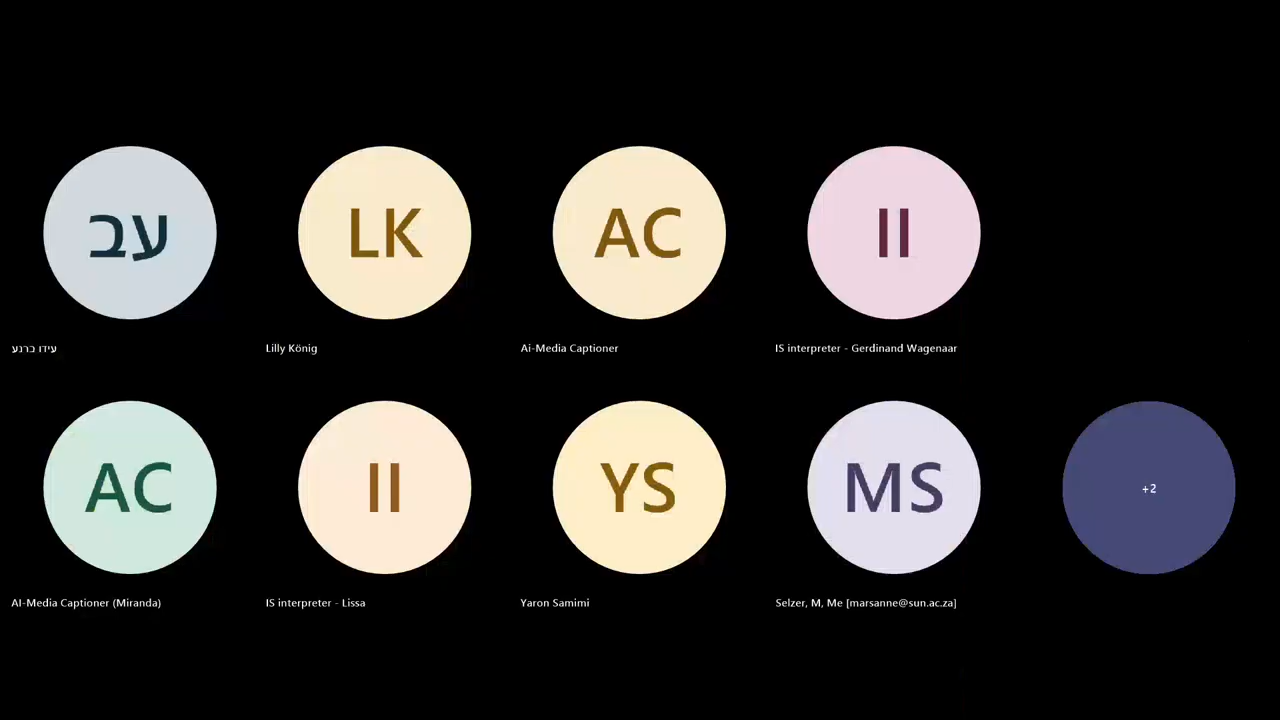 עב
LK
AC
II
עידו ברנע
Lilly König
Ai-Media Captioner
IS interpreter - Gerdinand Wagenaar
AC
II
YS
MS
+2
AI-Media Captioner (Miranda)
IS interpreter - Lissa
Yaron Samimi
Selzer, M, Me [marsanne@sun.ac.za]